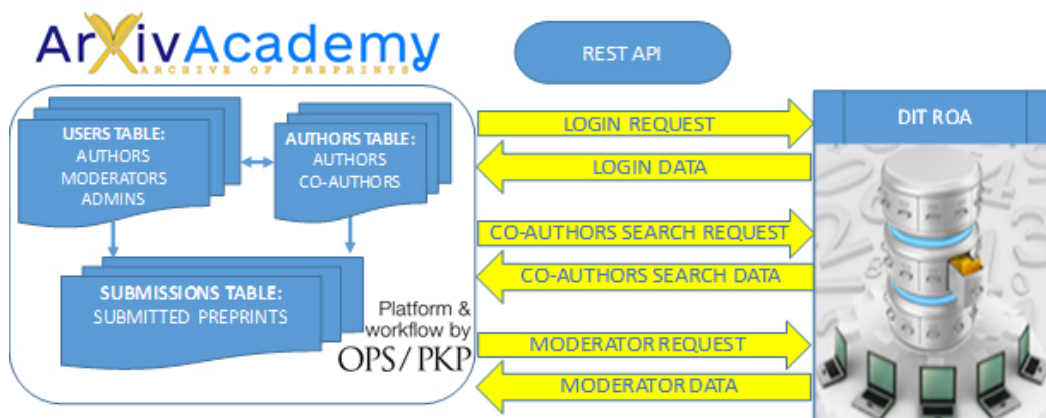 ArXivAcademy
ARCHIVE OF PREPRINTS
REST API
USERS TABLE:
AUTHORS
MODERATORS
ADMINS
AUTHORS TABLE:
AUTHORS
CO-AUTHORS
SUBMISSIONS TABLE:
SUBMITTED PREPRINTS
Platform &
workflow by
OPS/PKP
LOGIN REQUEST
LOGIN DATA
CO-AUTHORS SEARCH REQUEST
CO-AUTHORS SEARCH DATA
MODERATOR REQUEST
MODERATOR DATA
DIT ROA